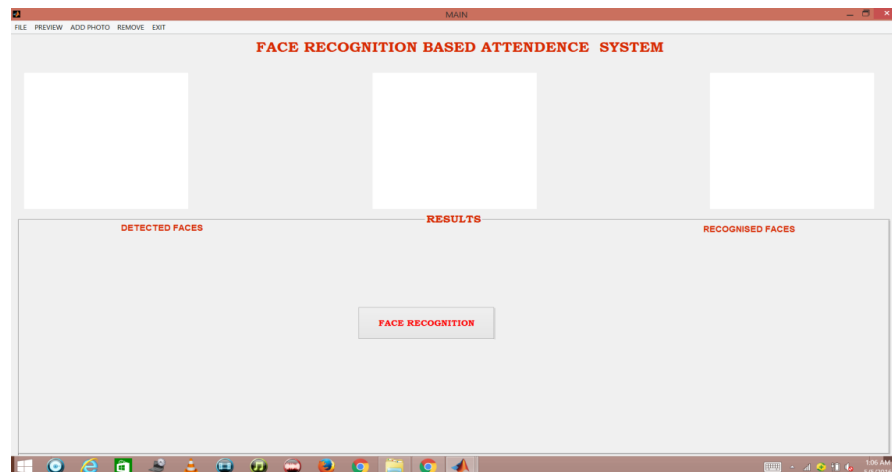 MAIN
FILE PREVIEW ADD PHOTO REMOVE EXIT
FACE RECOGNITION BASED ATTENDENCE SYSTEM
RESULTS
DETECTED FACES
RECOGNISED FACES
FACE RECOGNITION
1:06 AM